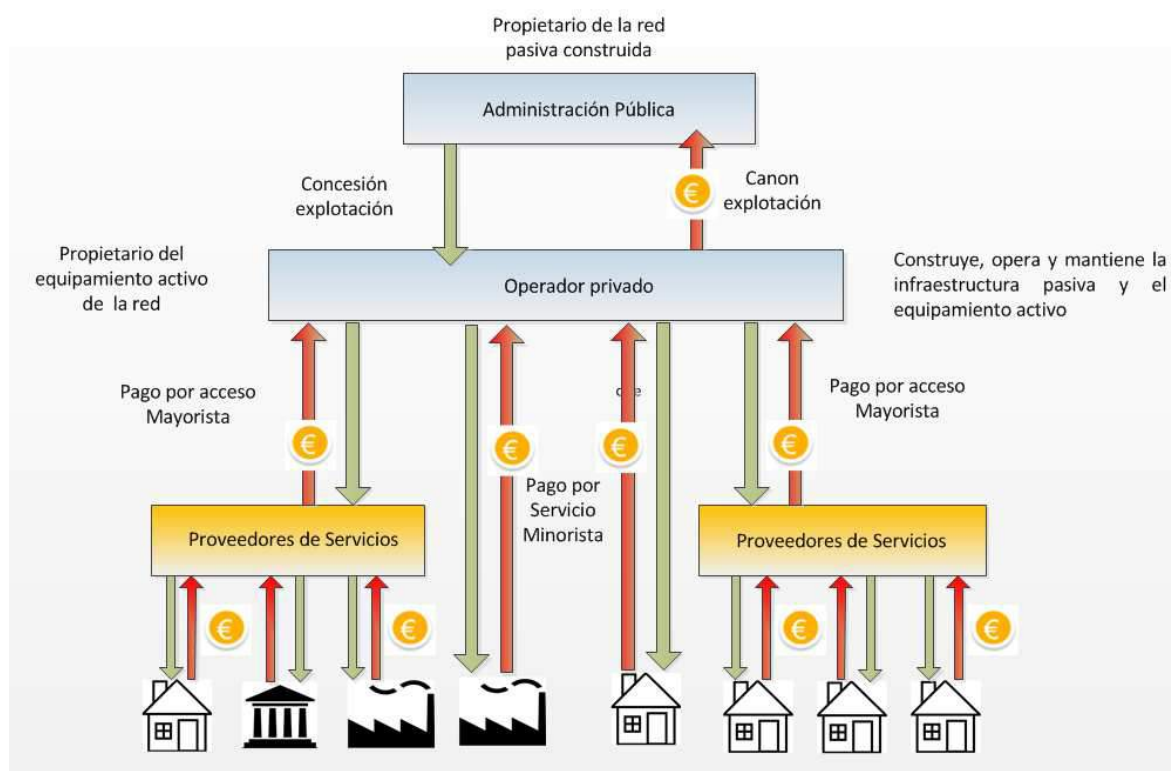 Propietario de la red
pasiva construida
Administración Pública
Concesión
explotación
€
Canon
explotación
Propietario del
equipamiento activo
de la red
Operador privado
Construye, opera y mantiene la
infraestructura pasiva y el
equipamiento activo
Pago por acceso
Mayorista
Pago por acceso
Mayorista
€
€
€
€
Pago por
Servicio
Minorista
Proveedores de Servicios
Proveedores de Servicios
€
€
€
€